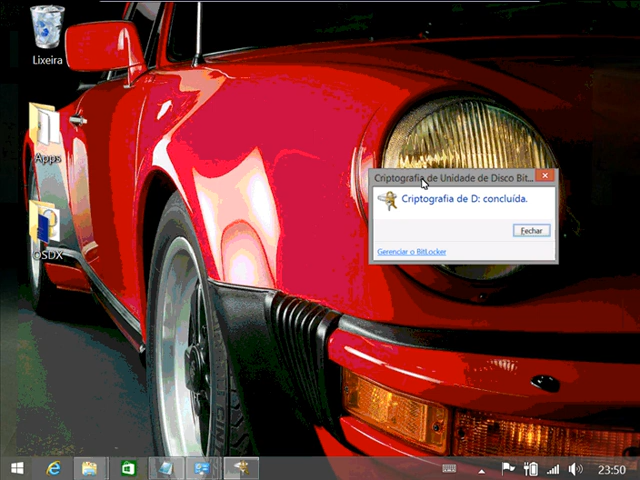 Lixeira
Apps
OSDX
Criptografia de Unidade de Disco Bit...
Criptografia de D: concluída.
Fechar
Gerenciar o BitLocker
23:50